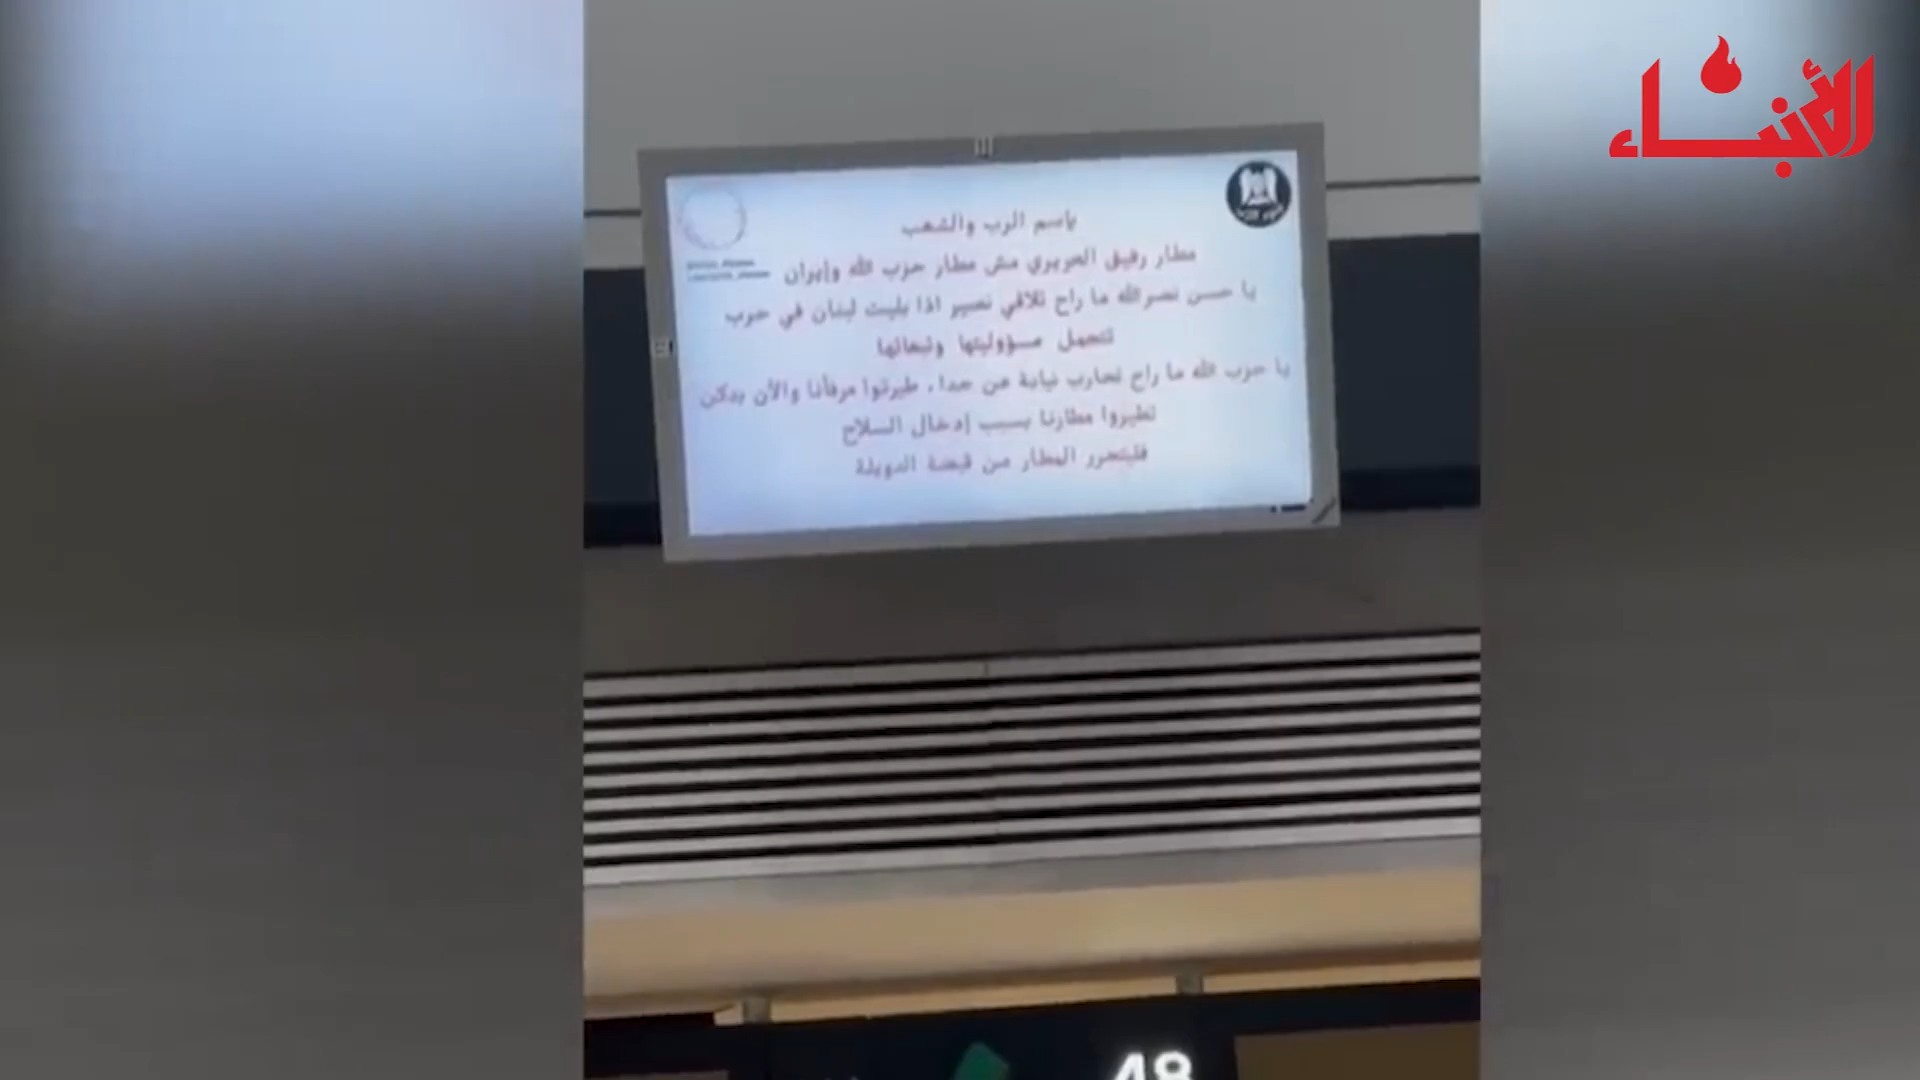 الأنباء
بإسم الرب والشعب
مطار رفيق الحريري مش مطار حزب الله وإيران
يا حسن نصرالله ما راح تلاقي نصير اذا بليت لبنان في حرب
تتحمل مسؤوليتها وتبعاتها
يا حزب الله ما راح نحارب نيابة عن حدا، طيرتوا مرفأنا والأن بدكن
تطيروا مطارنا بسبب إدخال السلاح
فليتحرر المطار من قبضة الدويلة
48